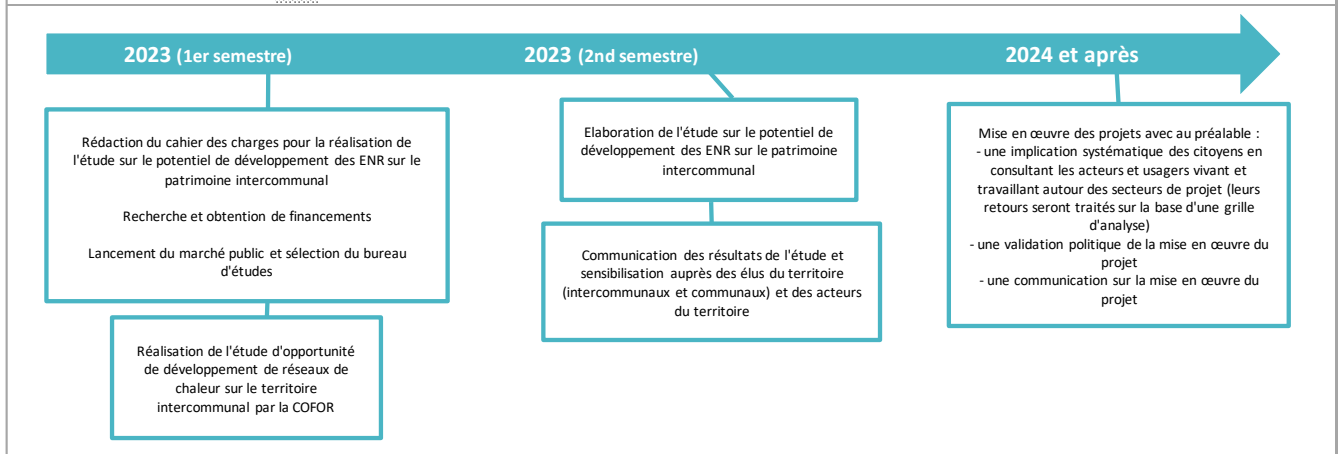 2023 (1er semestre)
2023 (2nd semestre)
2024 et après
Rédaction du cahier des charges pour la réalisation de
l'étude sur le potentiel de développement des ENR sur le
patrimoine intercommunal
Recherche et obtention de financements
Lancement du marché public et sélection du bureau
d'études
Réalisation de l'étude d'opportunité
de développement de réseaux de
chaleur sur le territoire
intercommunal par la COFOR
Elaboration de l'étude sur le potentiel de
développement des ENR sur le patrimoine
intercommunal
Communication des résultats de l'étude et
sensibilisation auprès des élus du territoire
(intercommunaux et communaux) et des acteurs
du territoire
Mise en œuvre des projets avec au préalable :
- une implication systématique des citoyens en
consultant les acteurs et usagers vivant et
travaillant autour des secteurs de projet (leurs
retours seront traités sur la base d'une grille
d'analyse)
- une validation politique de la mise en œuvre du
projet
- une communication sur la mise en œuvre du
projet